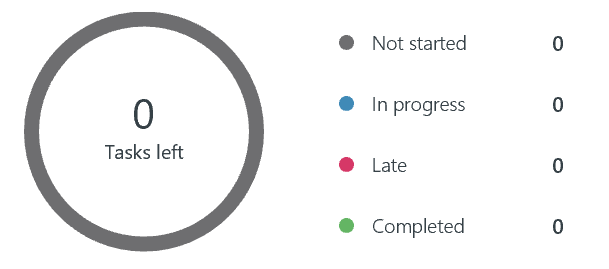 0
Tasks left
Not started 0
In progress 0
Late 0
Completed 0